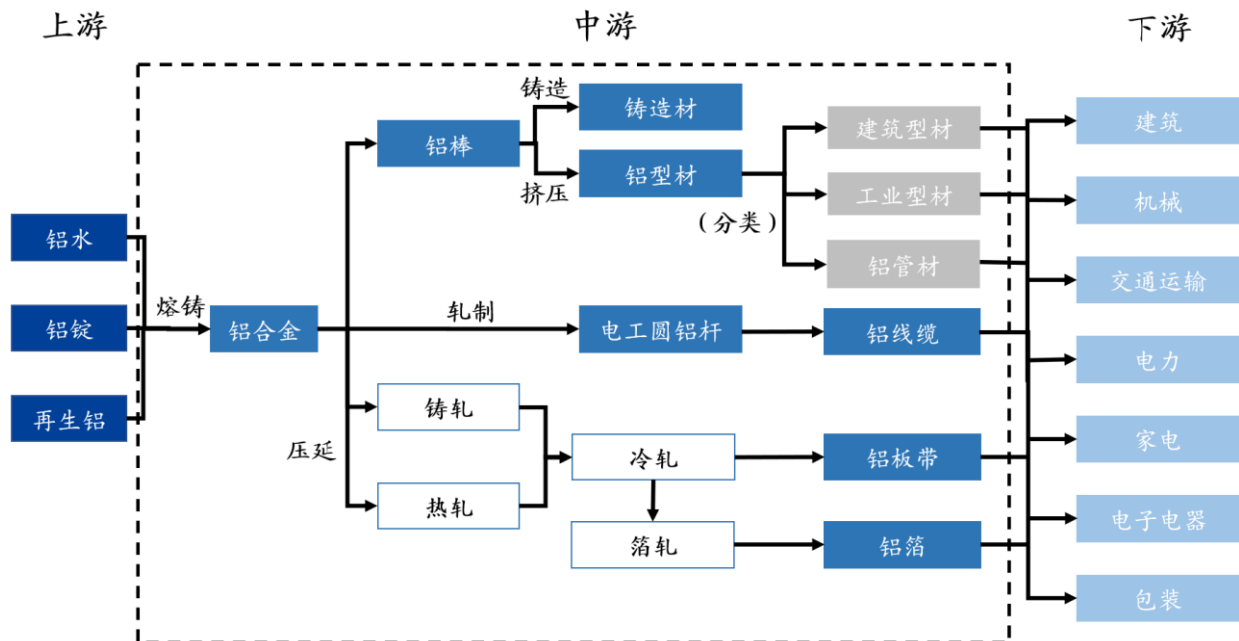 上游
中游
下游
铝水
铝锭
再生铝
熔铸
铝合金
铝棒
铸造
挤压
铸造材
铝型材
(分类)
建筑型材
工业型材
铝管材
轧制
电工圆铝杆
铝线缆
压延
铸轧
热轧
冷轧
箔轧
铝板带
铝箔
建筑
机械
交通运输
电力
家电
电子电器
包装